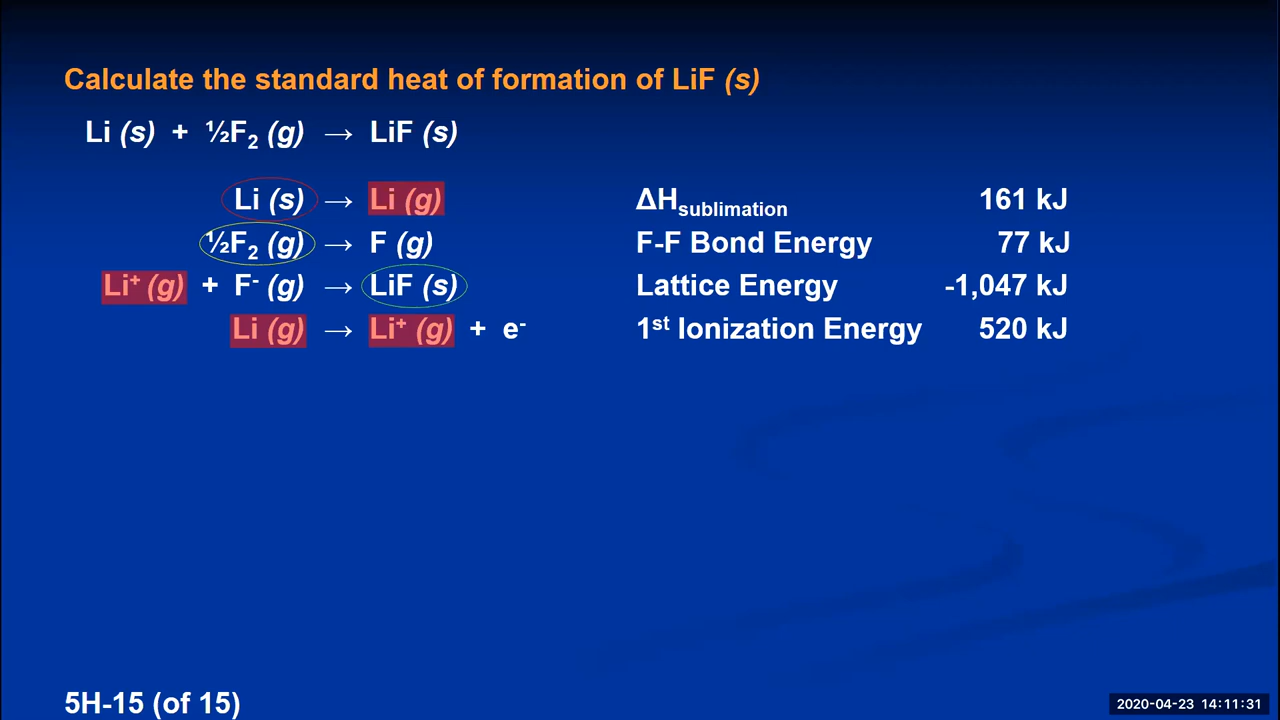 Calculate the standard heat of formation of LiF (s)
Li (s) + ½F₂ (g) → LiF (s)
Li (s) → Li (g) ΔHsublimation 161 kJ
½F₂ (g) → F (g) F-F Bond Energy 77 kJ
Li⁺ (g) + F⁻ (g) → LiF (s) Lattice Energy -1,047 kJ
Li (g) → Li⁺ (g) + e⁻ 1st Ionization Energy 520 kJ
5H-15 (of 15)
2020-04-23 14:11:31